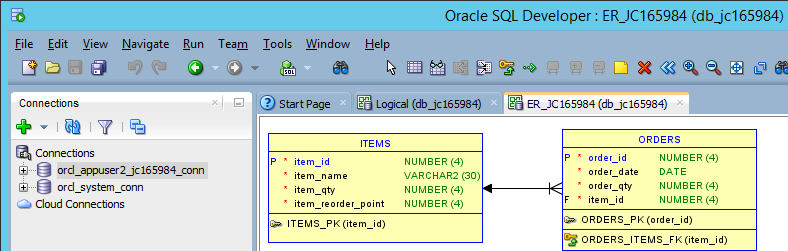 Oracle SQL Developer : ER_JC165984 (db_jc165984)
File Edit View Navigate Run Team Tools Window Help
SQL
Connections
Start Page Logical (db_jc165984) ER_JC165984 (db_jc165984)
Connections
orcl_appuser2_jc165984_conn
orcl_system_conn
Cloud Connections
ITEMS
P * item_id NUMBER (4)
* item_name VARCHAR2 (30)
* item_qty NUMBER (4)
* item_reorder_point NUMBER (4)
ITEMS_PK (item_id)
ORDERS
P * order_id NUMBER (4)
* order_date DATE
* order_qty NUMBER (4)
F * item_id NUMBER (4)
ORDERS_PK (order_id)
ORDERS_ITEMS_FK (item_id)